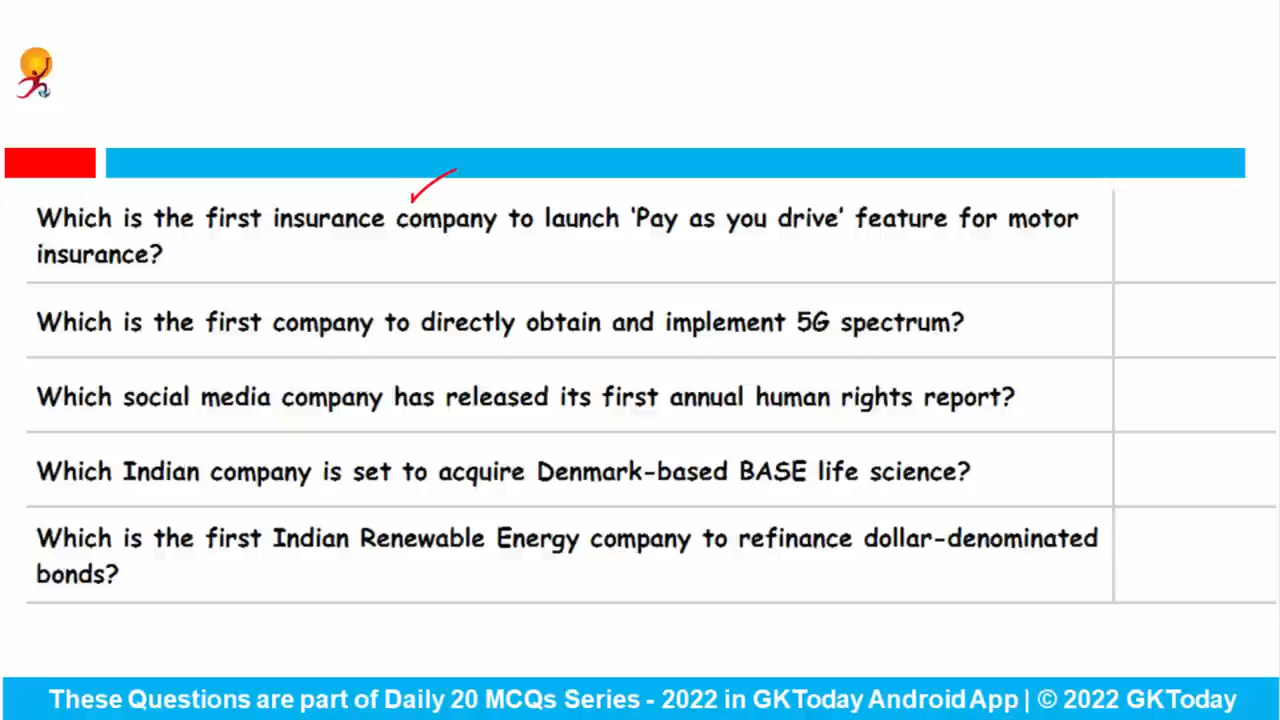 Which is the first insurance company to launch 'Pay as you drive' feature for motor
insurance?
Which is the first company to directly obtain and implement 5G spectrum?
Which social media company has released its first annual human rights report?
Which Indian company is set to acquire Denmark-based BASE life science?
Which is the first Indian Renewable Energy company to refinance dollar-denominated
bonds?
These Questions are part of Daily 20 MCQs Series - 2022 in GKToday Android App | © 2022 GKToday